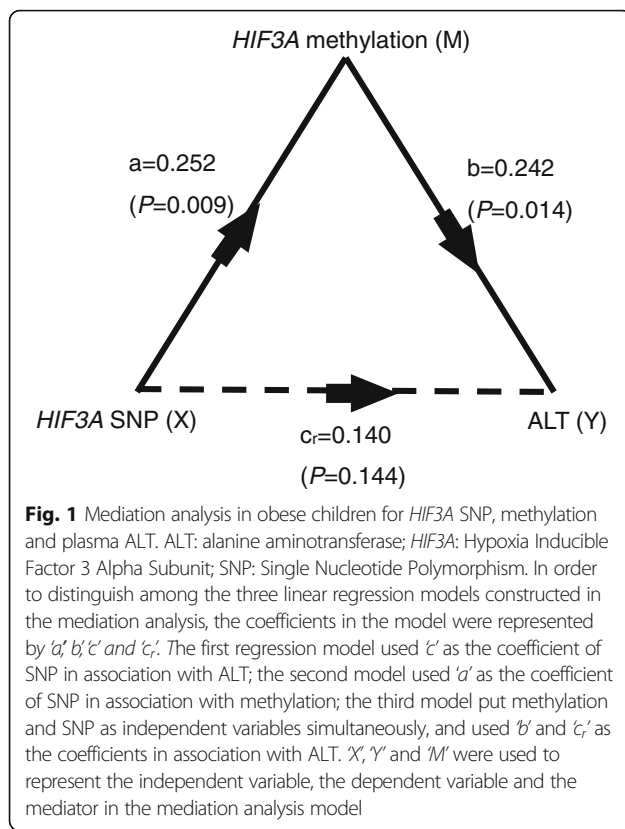 HIF3A methylation (M)
a=0.252
(P=0.009)
b=0.242
(P=0.014)
HIF3A SNP (X)
ALT (Y)
cr=0.140
(P=0.144)
Fig. 1 Mediation analysis in obese children for HIF3A SNP, methylation
and plasma ALT. ALT: alanine aminotransferase; HIF3A: Hypoxia Inducible
Factor 3 Alpha Subunit; SNP: Single Nucleotide Polymorphism. In order
to distinguish among the three linear regression models constructed in
the mediation analysis, the coefficients in the model were represented
by ‘a’,’ b’,’c’ and ‘cr’. The first regression model used ‘c’ as the coefficient
of SNP in association with ALT; the second model used ‘a’ as the coefficient
of SNP in association with methylation; the third model put methylation
and SNP as independent variables simultaneously, and used ‘b’ and ‘cr’ as
the coefficients in association with ALT. ‘X’, ‘Y’ and ‘M’ were used to
represent the independent variable, the dependent variable and the
mediator in the mediation analysis model